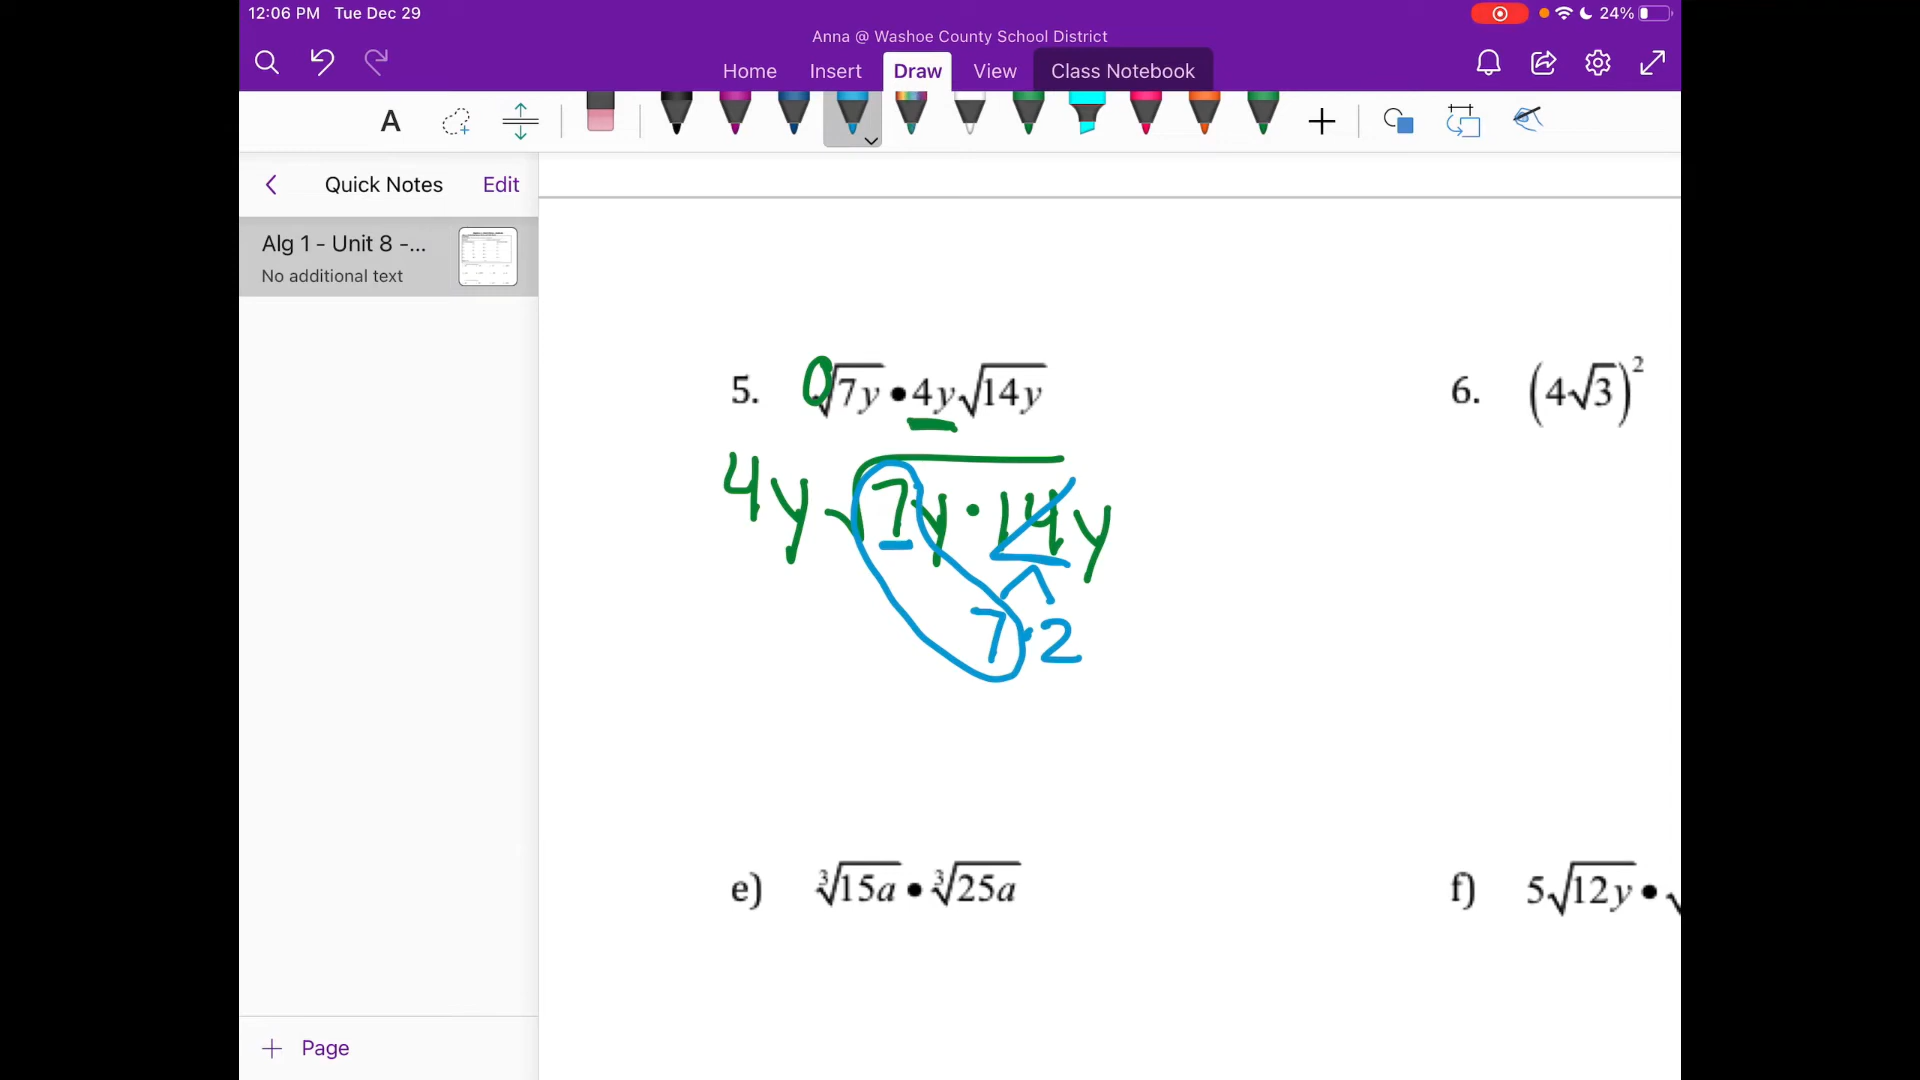 12:06 PM Tue Dec 29 24%
Anna @ Washoe County School District
Home Insert Draw View Class Notebook
A
Quick Notes Edit
Alg 1 - Unit 8 -...
No additional text
5. √7y • 4y√14y
6. (4√3)²
4y√7y · 14y
7 · 2
e) ³√15a • ³√25a
f) 5√12y • √
+ Page